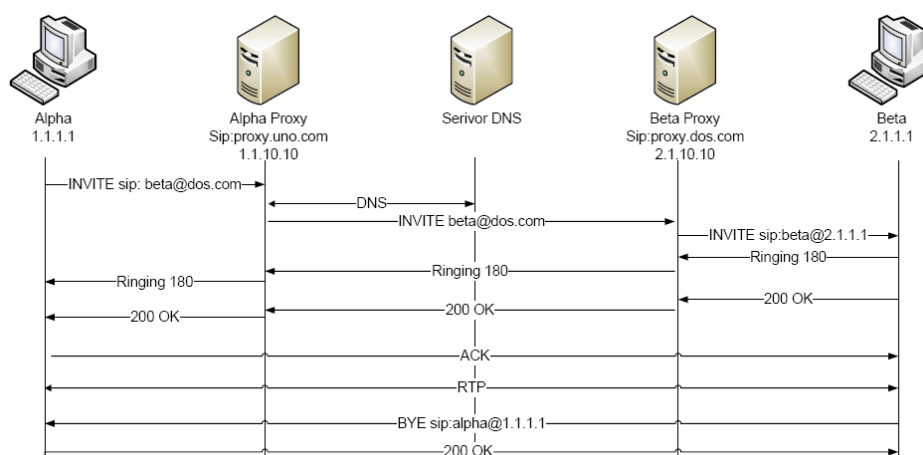 Alpha
1.1.1.1
Alpha Proxy
Sip:proxy.uno.com
1.1.10.10
Serivor DNS
Beta Proxy
Sip:proxy.dos.com
2.1.10.10
Beta
2.1.1.1
INVITE sip: beta@dos.com
DNS
INVITE beta@dos.com
INVITE sip:beta@2.1.1.1
Ringing 180
Ringing 180
Ringing 180
200 OK
200 OK
200 OK
ACK
RTP
BYE sip:alpha@1.1.1.1
200 OK